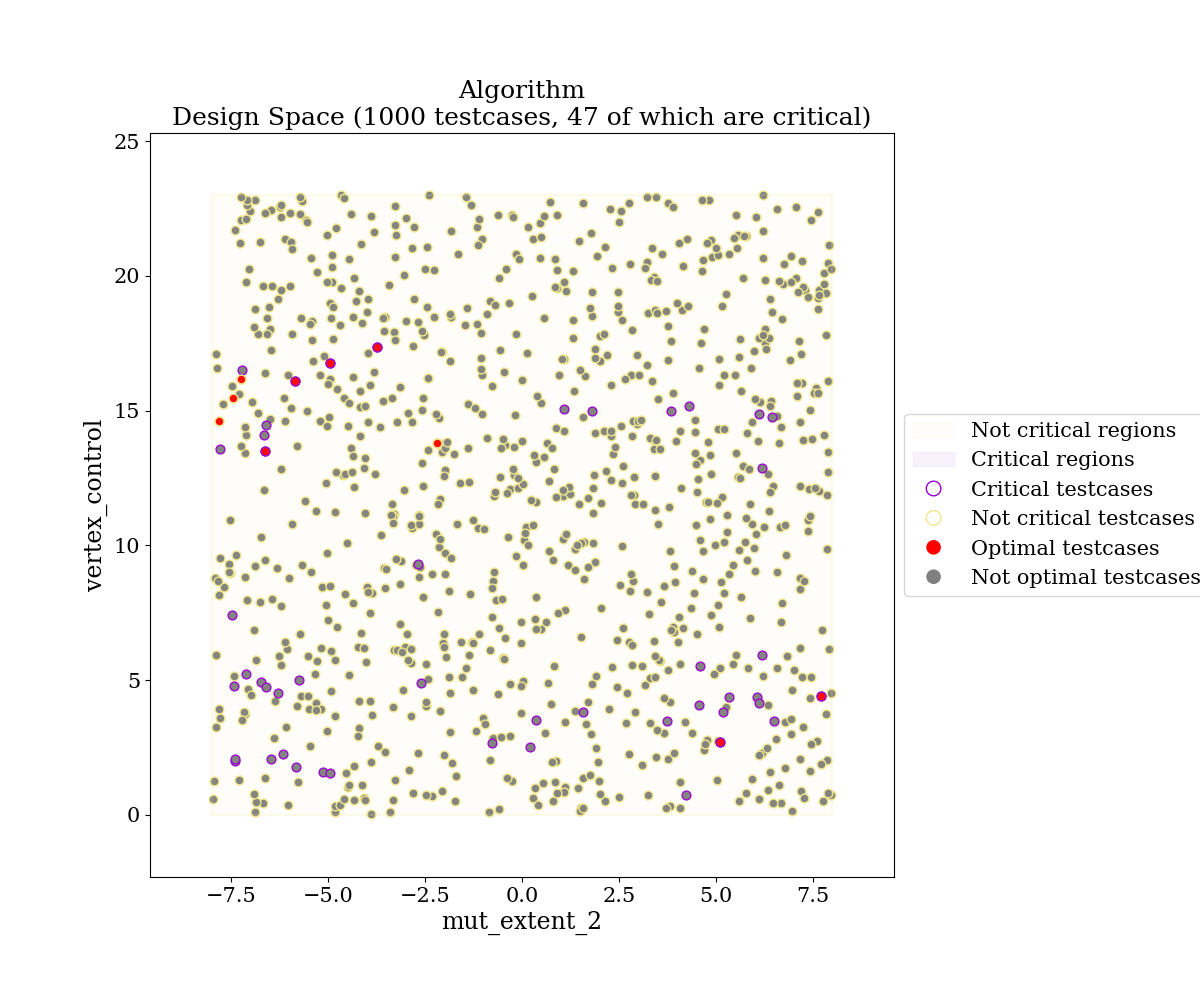 Algorithm
Design Space (1000 testcases, 47 of which are critical)
25
20
15
10
5
0
vertex_control
−7.5
−5.0
−2.5
0.0
2.5
5.0
7.5
mut_extent_2
Not critical regions
Critical regions
Critical testcases
Not critical testcases
Optimal testcases
Not optimal testcases